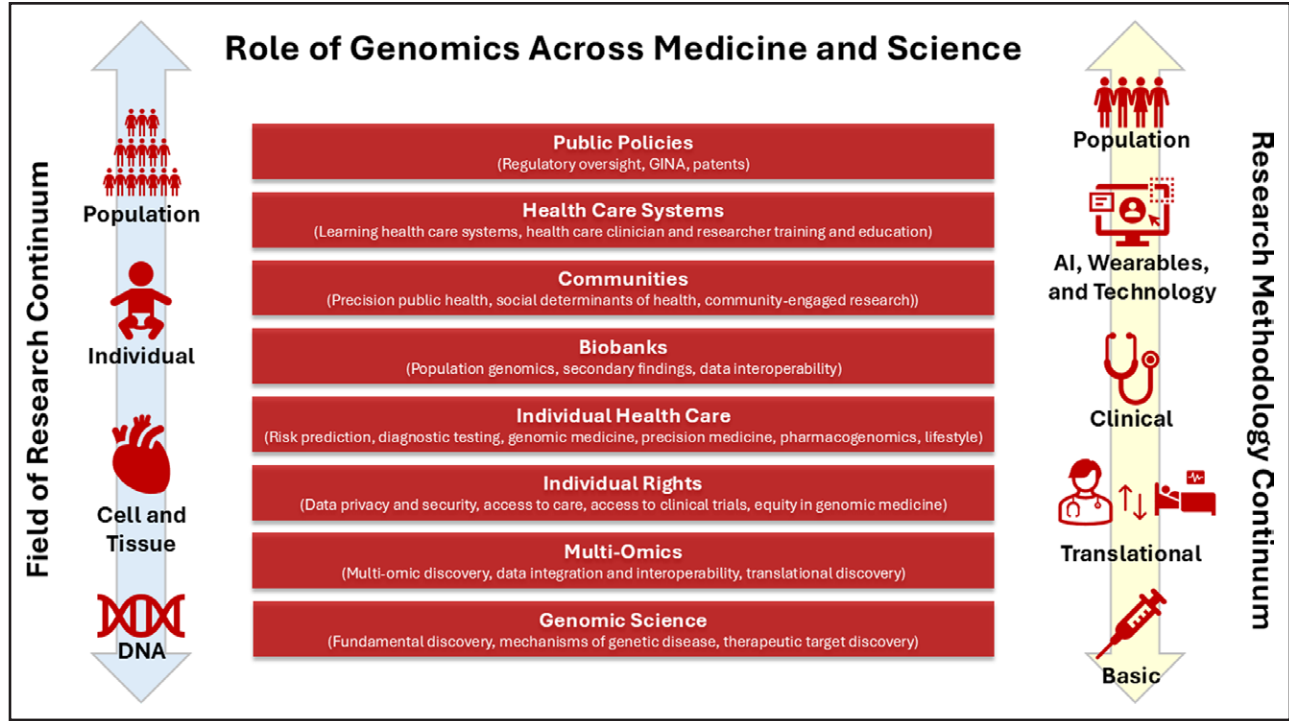 Role of Genomics Across Medicine and Science
Field of Research Continuum
Population
Individual
Cell and
Tissue
DNA
Public Policies
(Regulatory oversight, GINA, patents)
Health Care Systems
(Learning health care systems, health care clinician and researcher training and education)
Communities
(Precision public health, social determinants of health, community-engaged research))
Biobanks
(Population genomics, secondary findings, data interoperability)
Individual Health Care
(Risk prediction, diagnostic testing, genomic medicine, precision medicine, pharmacogenomics, lifestyle)
Individual Rights
(Data privacy and security, access to care, access to clinical trials, equity in genomic medicine)
Multi-Omics
(Multi-omic discovery, data integration and interoperability, translational discovery)
Genomic Science
(Fundamental discovery, mechanisms of genetic disease, therapeutic target discovery)
Population
AI, Wearables,
and Technology
Clinical
Translational
Basic
Research Methodology Continuum